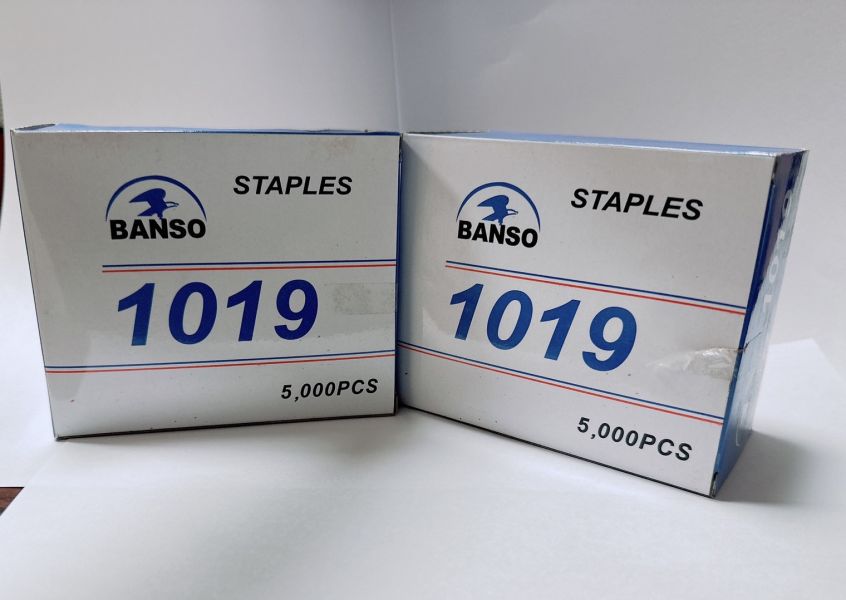 STAPLES
BANSO
1019
5,000PCS
STAPLES
BANSO
1019
5,000PCS